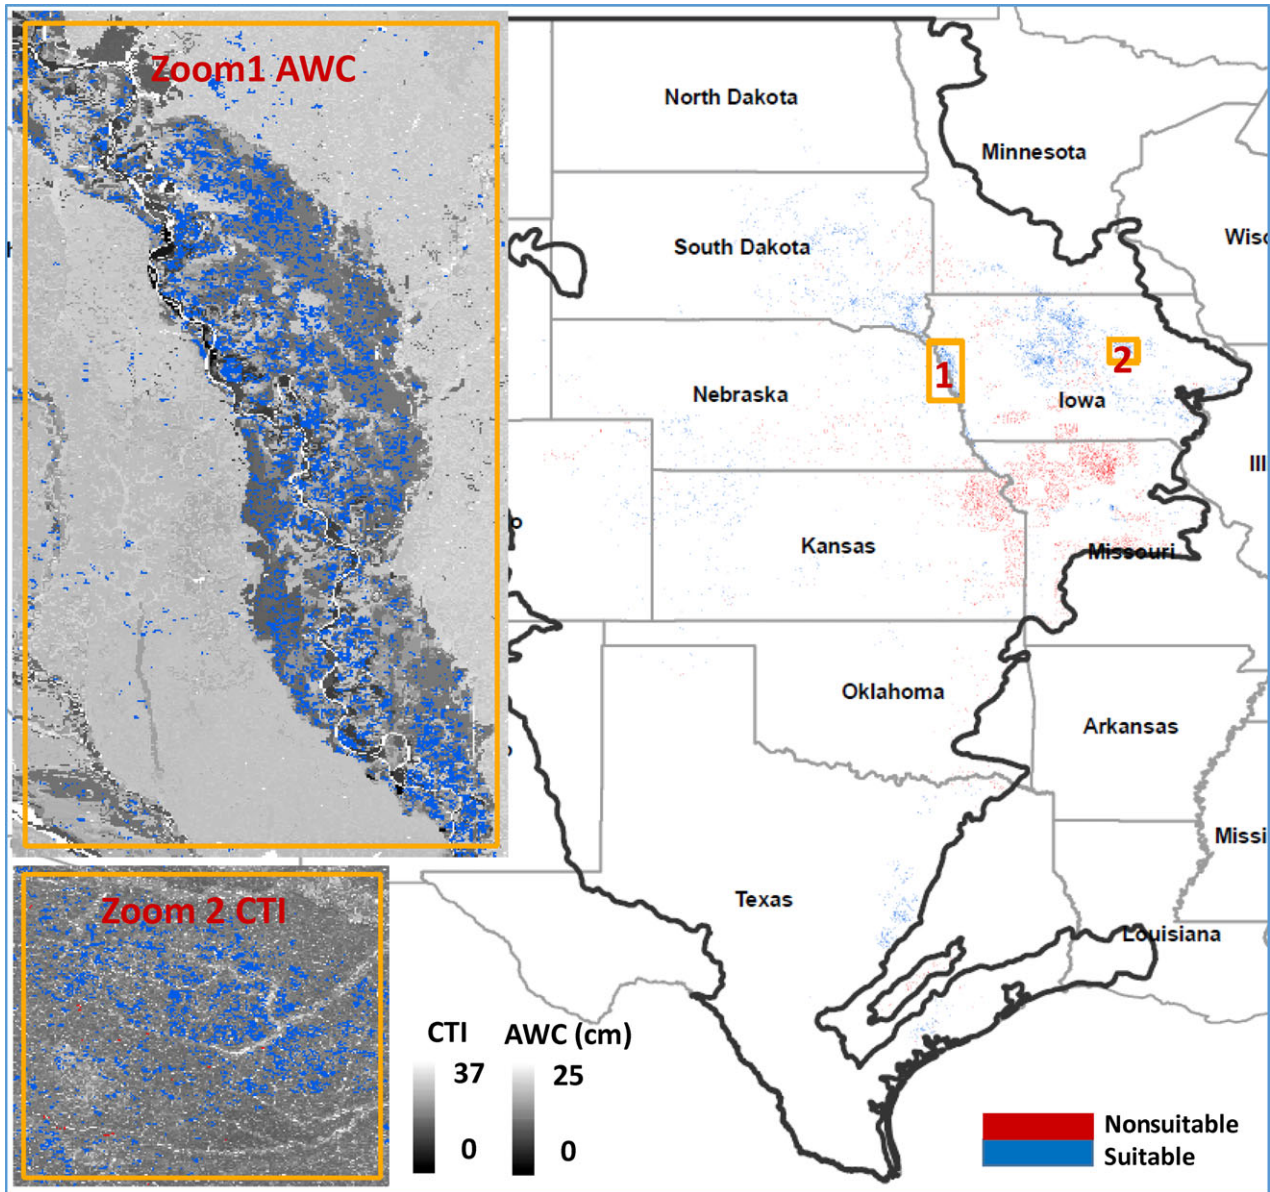 Zoom1 AWC
North Dakota
Minnesota
South Dakota
Wisc
1
2
Nebraska
Iowa
Ill
Kansas
Missouri
Oklahoma
Arkansas
Missi
Texas
Louisiana
Zoom 2 CTI
CTI
AWC (cm)
37
25
0
0
Nonsuitable
Suitable